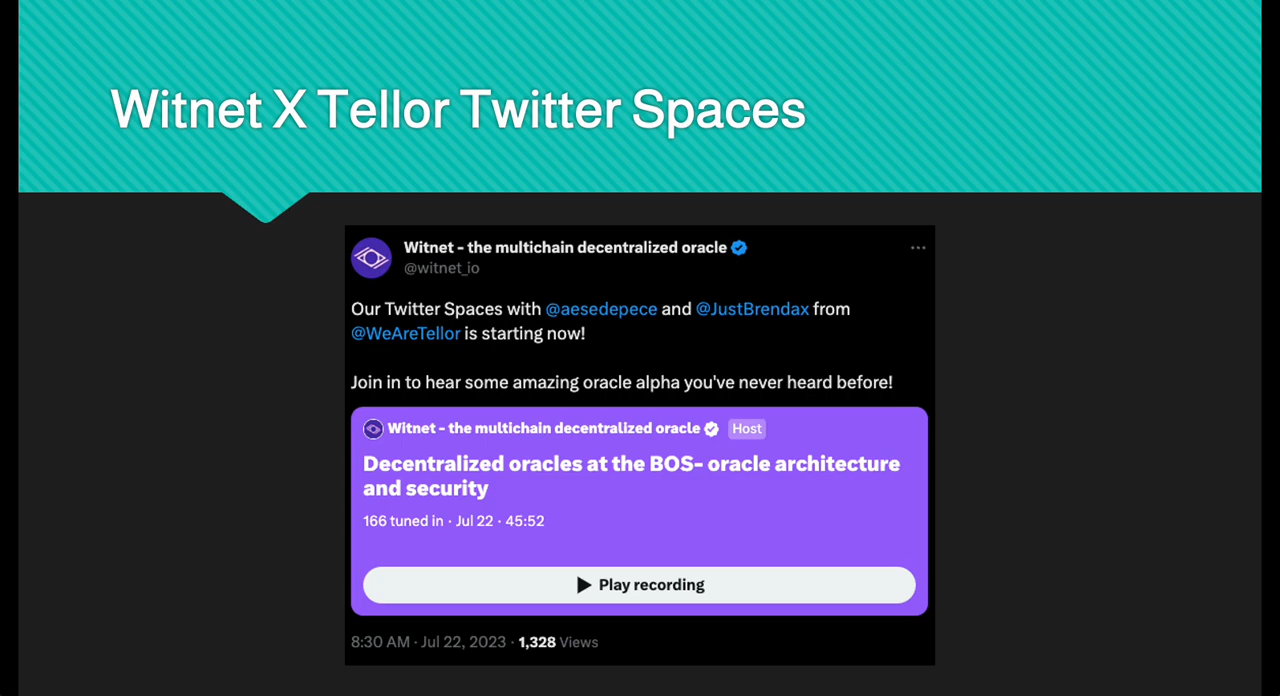 Witnet X Tellor Twitter Spaces
Witnet - the multichain decentralized oracle
@witnet_io
Our Twitter Spaces with @aesedepece and @JustBrendax from
@WeAreTellor is starting now!
Join in to hear some amazing oracle alpha you've never heard before!
Witnet - the multichain decentralized oracle Host
Decentralized oracles at the BOS- oracle architecture
and security
166 tuned in · Jul 22 · 45:52
Play recording
8:30 AM · Jul 22, 2023 · 1,328 Views